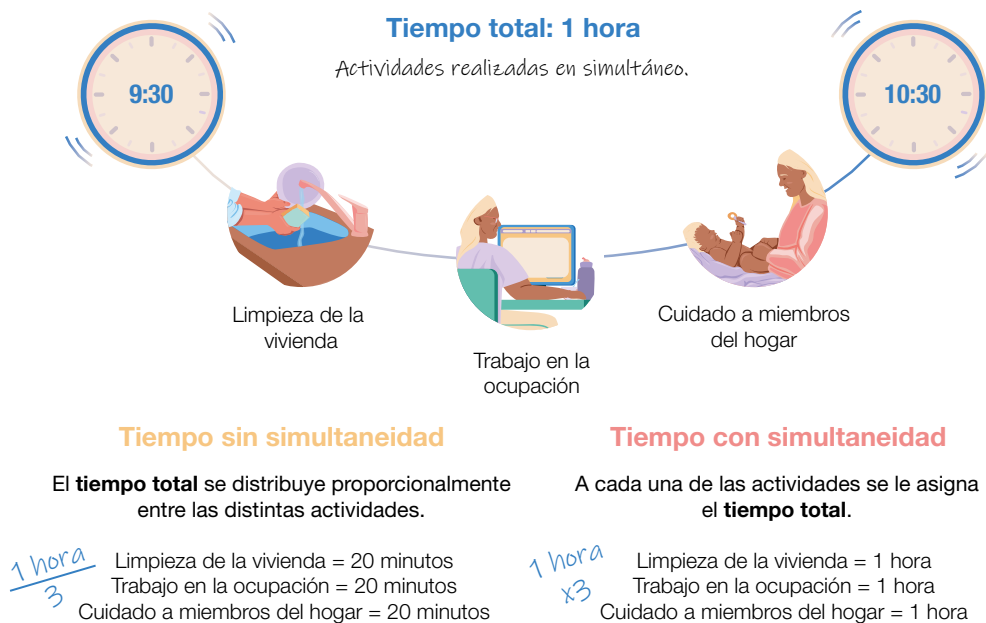 Tiempo total: 1 hora
Actividades realizadas en simultáneo.
9:30
10:30
Limpieza de la
vivienda
Trabajo en la
ocupación
Cuidado a miembros
del hogar
Tiempo sin simultaneidad
El tiempo total se distribuye proporcionalmente
entre las distintas actividades.
1 hora
3
Limpieza de la vivienda = 20 minutos
Trabajo en la ocupación = 20 minutos
Cuidado a miembros del hogar = 20 minutos
Tiempo con simultaneidad
A cada una de las actividades se le asigna
el tiempo total.
1 hora
x3
Limpieza de la vivienda = 1 hora
Trabajo en la ocupación = 1 hora
Cuidado a miembros del hogar = 1 hora